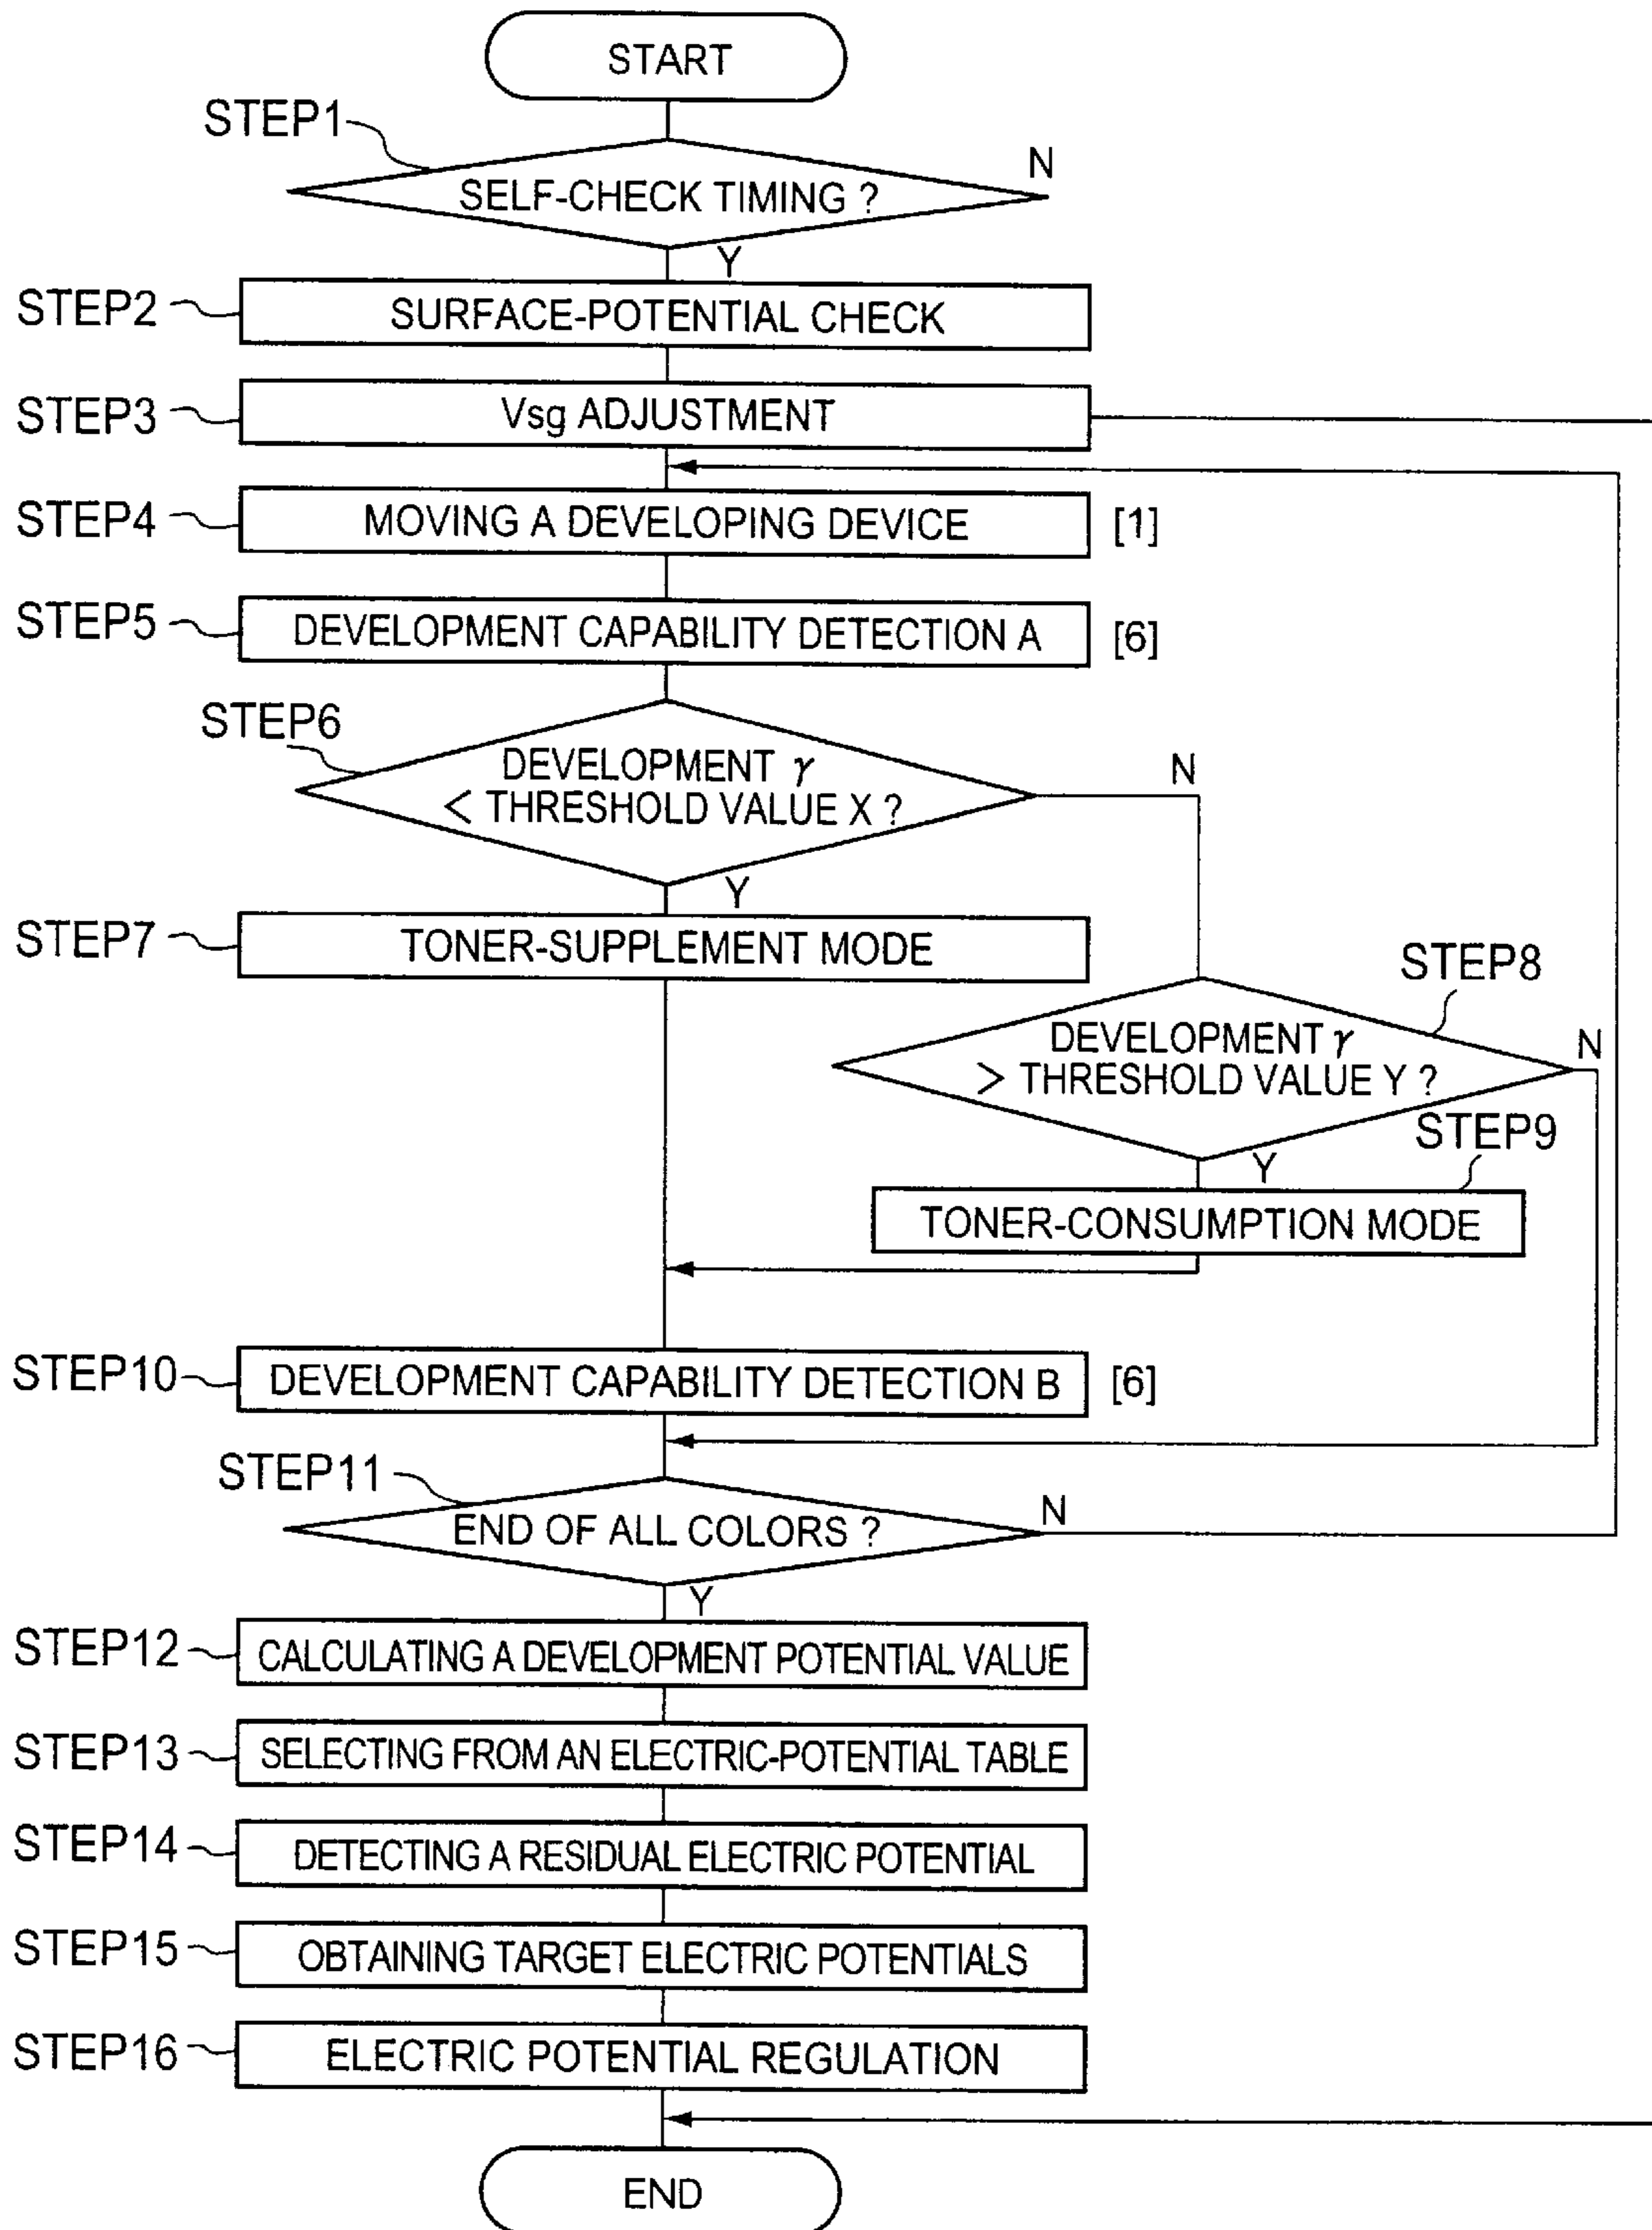 START
STEP1
SELF-CHECK TIMING ?
N
Y
STEP2
SURFACE-POTENTIAL CHECK
STEP3
Vsg ADJUSTMENT
STEP4
MOVING A DEVELOPING DEVICE
[1]
STEP5
DEVELOPMENT CAPABILITY DETECTION A
[6]
STEP6
DEVELOPMENT γ
< THRESHOLD VALUE X ?
N
Y
STEP7
TONER-SUPPLEMENT MODE
STEP8
DEVELOPMENT γ
> THRESHOLD VALUE Y ?
N
Y
STEP9
TONER-CONSUMPTION MODE
STEP10
DEVELOPMENT CAPABILITY DETECTION B
[6]
STEP11
END OF ALL COLORS ?
N
Y
STEP12
CALCULATING A DEVELOPMENT POTENTIAL VALUE
STEP13
SELECTING FROM AN ELECTRIC-POTENTIAL TABLE
STEP14
DETECTING A RESIDUAL ELECTRIC POTENTIAL
STEP15
OBTAINING TARGET ELECTRIC POTENTIALS
STEP16
ELECTRIC POTENTIAL REGULATION
END